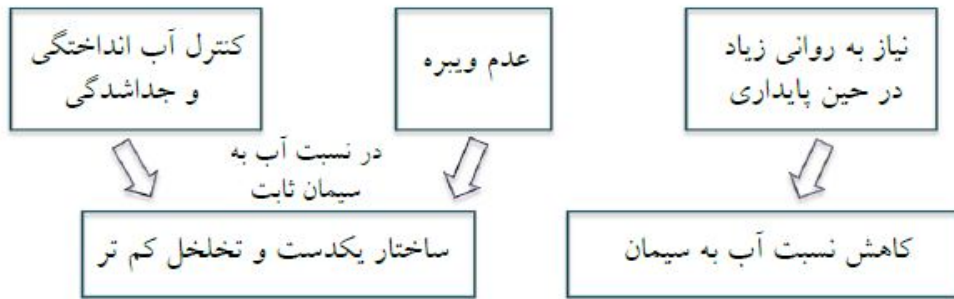 نیاز به روانی زیاد
در حین پایداری
عدم ویبره
کنترل آب انداختگی
و جداشدگی
در نسبت آب به
سیمان ثابت
کاهش نسبت آب به سیمان
ساختار یکدست و تخلخل کم تر